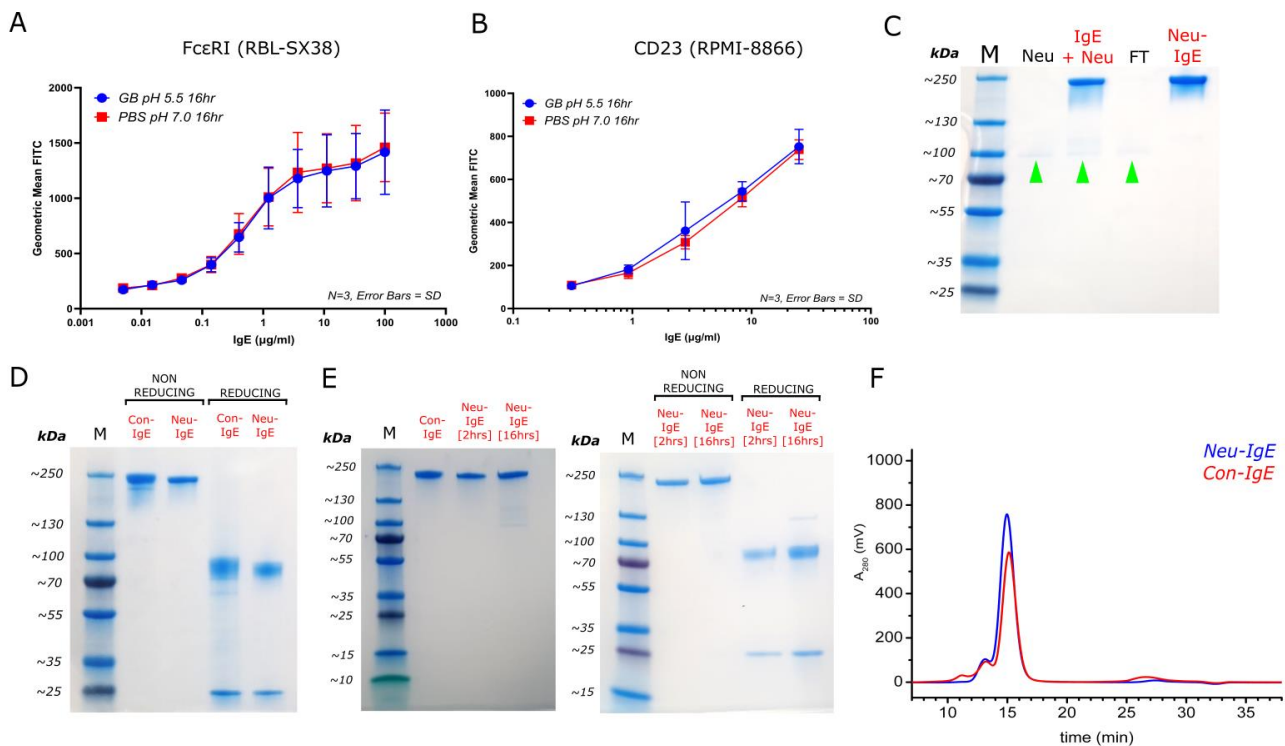 A
FcεRI (RBL-SX38)
GB pH 5.5 16hr
PBS pH 7.0 16hr
Geometric Mean FITC
2000
1500
1000
500
0
0.001 0.01 0.1 1 10 100 1000
N=3, Error Bars = SD
IgE (µg/ml)
B
CD23 (RPMI-8866)
GB pH 5.5 16hr
PBS pH 7.0 16hr
Geometric Mean FITC
1000
800
600
400
200
0
0.1 1 10 100
N=3, Error Bars = SD
IgE (µg/ml)
C
kDa M Neu IgE + Neu FT Neu-IgE
~250
~130
~100
~70
~55
~35
~25
D
NON REDUCING
REDUCING
kDa M Con-IgE Neu-IgE Con-IgE Neu-IgE
~250
~130
~100
~70
~55
~35
~25
E
kDa M Con-IgE Neu-IgE [2hrs] Neu-IgE [16hrs]
~250
~130
~100
~70
~55
~35
~25
~15
~10
NON REDUCING
REDUCING
kDa M Neu-IgE [2hrs] Neu-IgE [16hrs] Neu-IgE [2hrs] Neu-IgE [16hrs]
~250
~130
~100
~70
~55
~35
~25
~15
F
Neu-IgE
Con-IgE
A280 (mV)
1000
800
600
400
200
0
10 15 20 25 30 35
time (min)